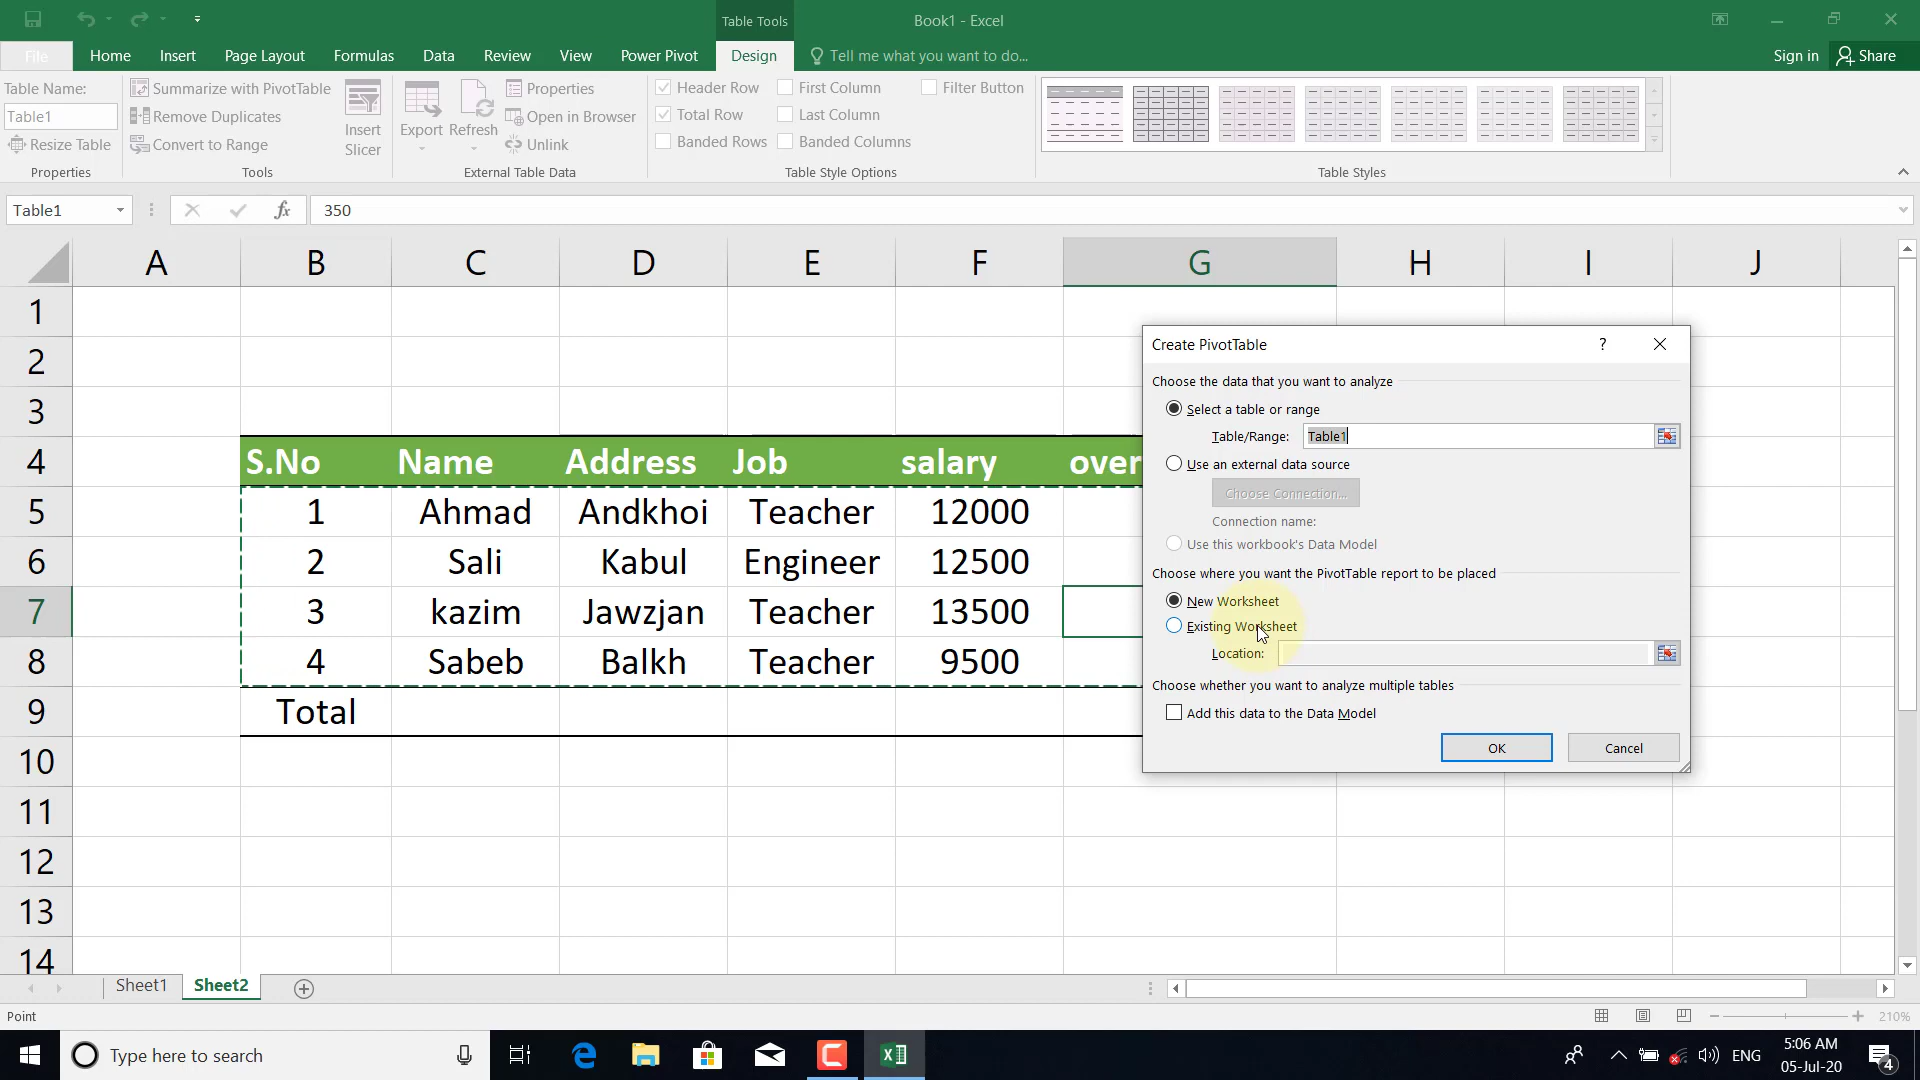 Table Tools
Book1 - Excel
File
Home
Insert
Page Layout
Formulas
Data
Review
View
Power Pivot
Design
Tell me what you want to do...
Sign in
Share
Table Name:
Table1
Resize Table
Properties
Summarize with PivotTable
Remove Duplicates
Convert to Range
Tools
Insert
Slicer
Export
Refresh
Properties
Open in Browser
Unlink
External Table Data
Header Row
Total Row
Banded Rows
First Column
Last Column
Banded Columns
Filter Button
Table Style Options
Table Styles
Table1
fx
350
A B C D E F G H I J
1
2
3
4 S.No Name Address Job salary over
5 1 Ahmad Andkhoi Teacher 12000
6 2 Sali Kabul Engineer 12500
7 3 kazim Jawzjan Teacher 13500
8 4 Sabeb Balkh Teacher 9500
9 Total
10
11
12
13
14
Create PivotTable
?
Choose the data that you want to analyze
Select a table or range
Table/Range: Table1
Use an external data source
Choose Connection...
Connection name:
Use this workbook's Data Model
Choose where you want the PivotTable report to be placed
New Worksheet
Existing Worksheet
Location:
Choose whether you want to analyze multiple tables
Add this data to the Data Model
OK
Cancel
Sheet1
Sheet2
Point
210%
Type here to search
ENG
5:06 AM
05-Jul-20
4